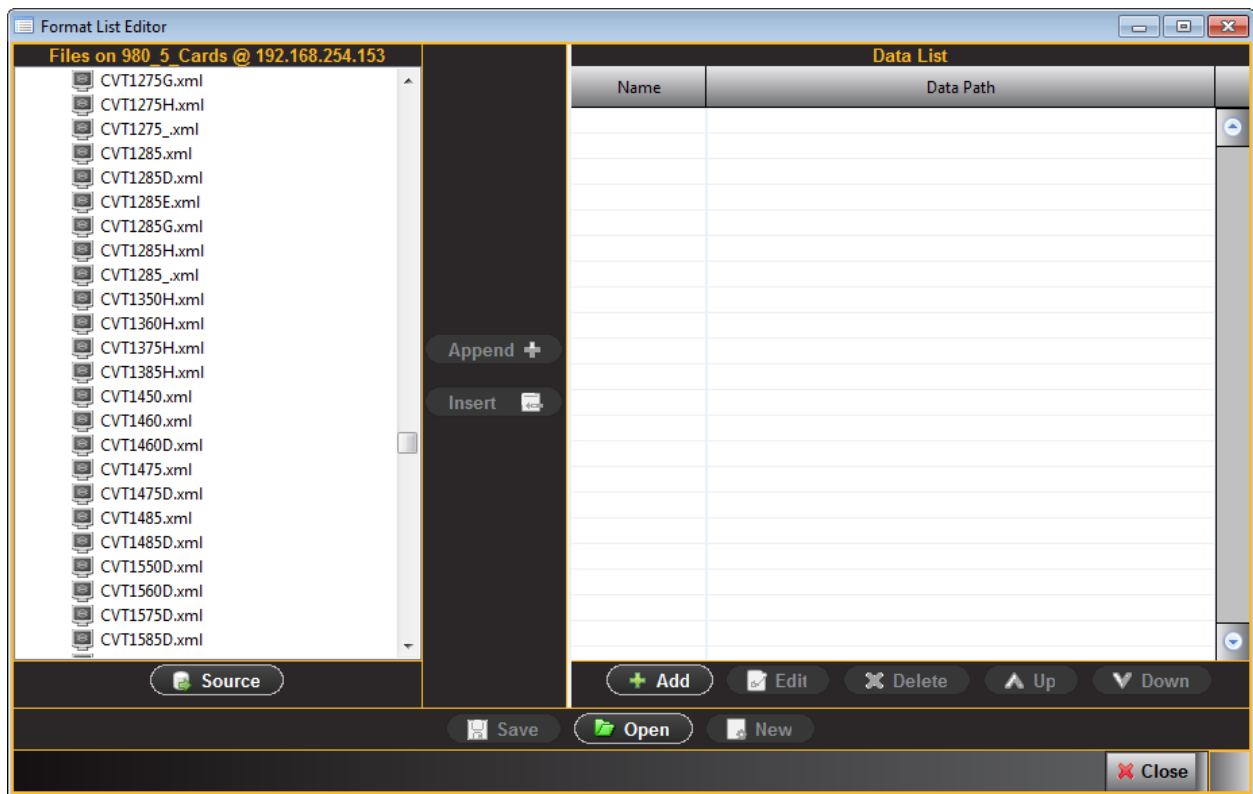 Format List Editor
Files on 980_5_Cards @ 192.168.254.153
CVT1275G.xml
CVT1275H.xml
CVT1275_.xml
CVT1285.xml
CVT1285D.xml
CVT1285E.xml
CVT1285G.xml
CVT1285H.xml
CVT1285_.xml
CVT1350H.xml
CVT1360H.xml
CVT1375H.xml
CVT1385H.xml
CVT1450.xml
CVT1460.xml
CVT1460D.xml
CVT1475.xml
CVT1475D.xml
CVT1485.xml
CVT1485D.xml
CVT1550D.xml
CVT1560D.xml
CVT1575D.xml
CVT1585D.xml
Source
Append
Insert
Data List
Name Data Path
Add Edit Delete Up Down
Save Open New
Close